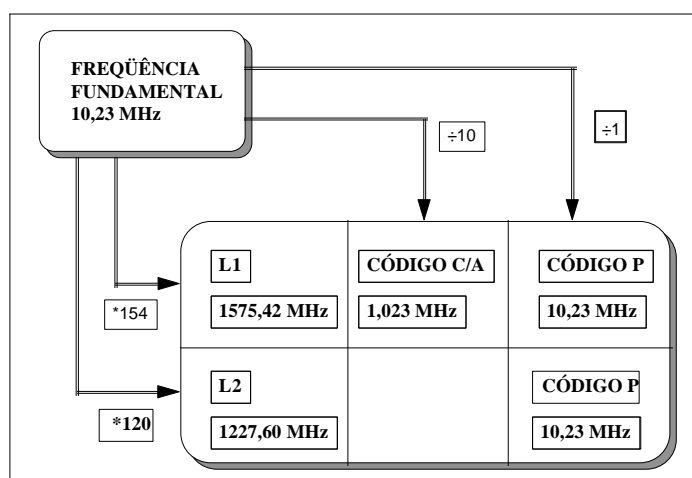 FREQÜÊNCIA
FUNDAMENTAL
10,23 MHz
÷10
÷1
L1
CÓDIGO C/A
CÓDIGO P
*154
1575,42 MHz
1,023 MHz
10,23 MHz
L2
CÓDIGO P
*120
1227,60 MHz
10,23 MHz